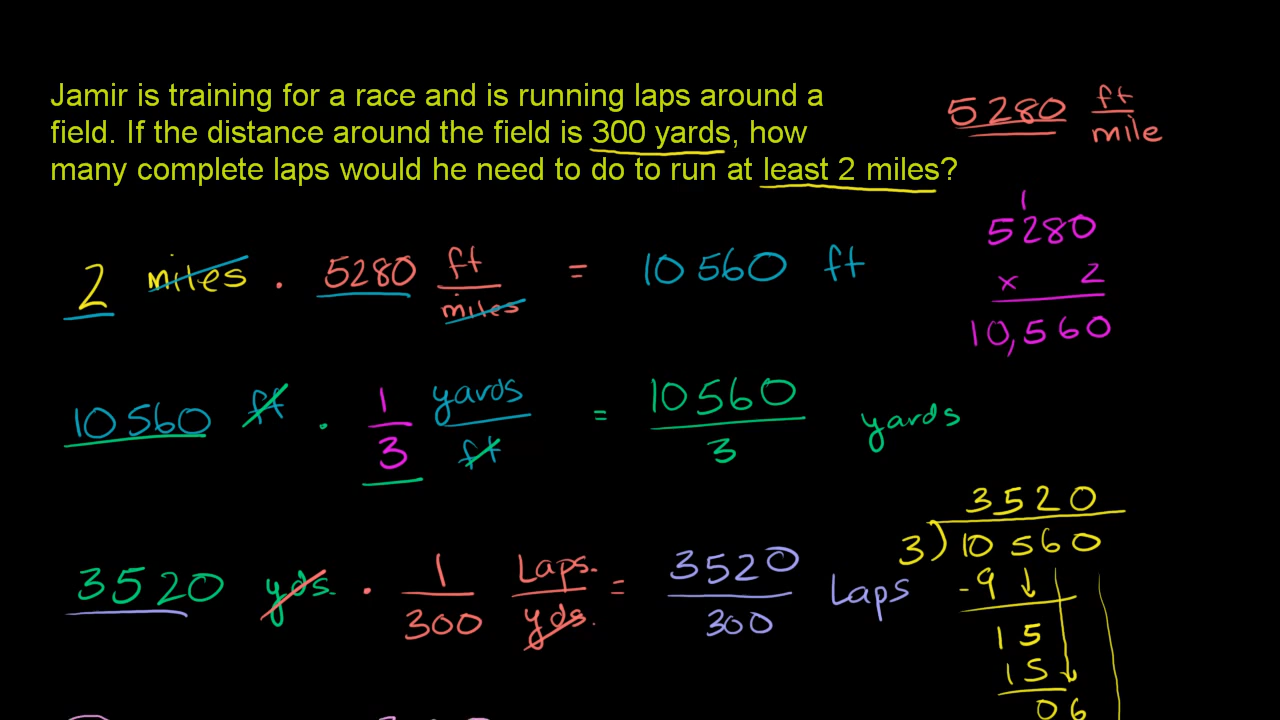 Jamir is training for a race and is running laps around a
field. If the distance around the field is 300 yards, how
many complete laps would he need to do to run at least 2 miles?
5280 ft/mile
2 miles · 5280 ft/miles = 10560 ft
1
5280
x 2
10,560
10560 ft · 1/3 yards/ft = 10560/3 yards
3520 yds. · 1/300 Laps./yds. = 3520/300 Laps
3520
3)10560
-9
15
15
06